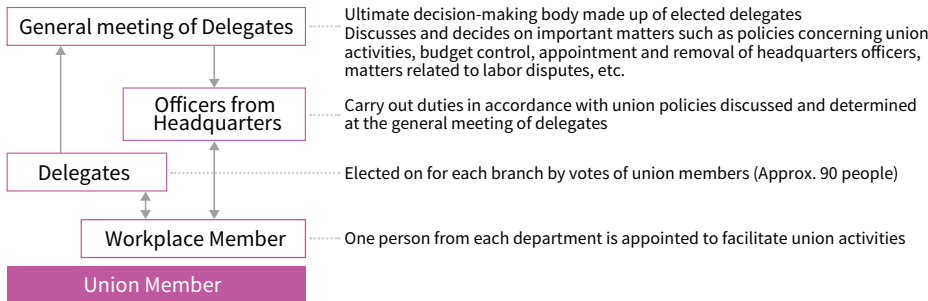 General meeting of Delegates
Ultimate decision-making body made up of elected delegates
Discusses and decides on important matters such as policies concerning union
activities, budget control, appointment and removal of headquarters officers,
matters related to labor disputes, etc.
Officers from
Headquarters
Carry out duties in accordance with union policies discussed and determined
at the general meeting of delegates
Delegates
Elected on for each branch by votes of union members (Approx. 90 people)
Workplace Member
One person from each department is appointed to facilitate union activities
Union Member